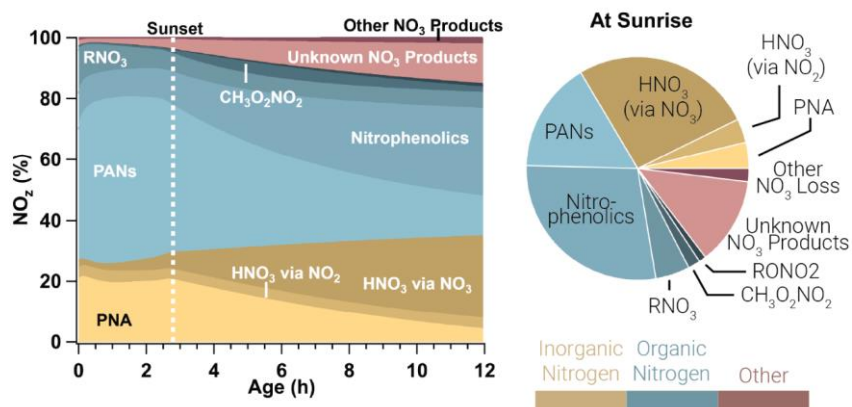 Sunset
Other NO₃ Products
100
80
60
40
20
0
NO_z (%)
RNO₃
Unknown NO₃ Products
CH₃O₂NO₂
Nitrophenolics
PANs
HNO₃ via NO₂
HNO₃ via NO₃
PNA
0 2 4 6 8 10 12
Age (h)
At Sunrise
HNO₃
(via NO₃)
HNO₃
(via NO₂)
PNA
PANs
Other
NO₃ Loss
Nitro-
phenolics
Unknown
NO₃ Products
RONO2
CH₃O₂NO₂
RNO₃
Inorganic
Nitrogen
Organic
Nitrogen
Other